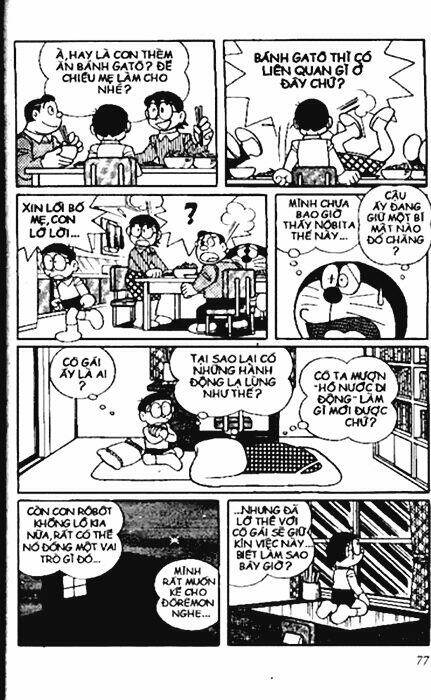 À, HAY LÀ CON THÈM
ĂN BÁNH GATÔ? ĐỂ
CHIỀU MẸ LÀM CHO
NHÉ?
BÁNH GATÔ THÌ CÓ
LIÊN QUAN GÌ Ở
ĐÂY CHỨ?
XIN LỖI BỐ
MẸ, CON
LỠ LỜI...
?
MÌNH CHƯA
BAO GIỜ
THẤY NÔBITA
THẾ NÀY...
CẬU
ẤY ĐANG
GIỮ MỘT BÍ
MẬT NÀO
ĐÓ CHĂNG?
CÔ GÁI
ẤY LÀ AI
?
TẠI SAO LẠI CÓ
NHỮNG HÀNH
ĐỘNG LẠ LÙNG
NHƯ THẾ?
CÔ TA MƯỢN
"HỒ NƯỚC DI
ĐỘNG" LÀM
GÌ MỚI ĐƯỢC
CHỨ?
CÒN CON RÔBỐT
KHỔNG LỒ KIA
NỮA, RẤT CÓ THỂ
NÓ ĐÓNG MỘT VAI
TRÒ GÌ ĐÓ...
MÌNH
RẤT MUỐN
KỂ CHO
ĐÔRÊMON
NGHE...
...NHƯNG ĐÃ
LỠ THỀ VỚI
CÔ GÁI SẼ GIỮ
KÍN VIỆC NÀY...
BIẾT LÀM SAO
BÂY GIỜ?
77